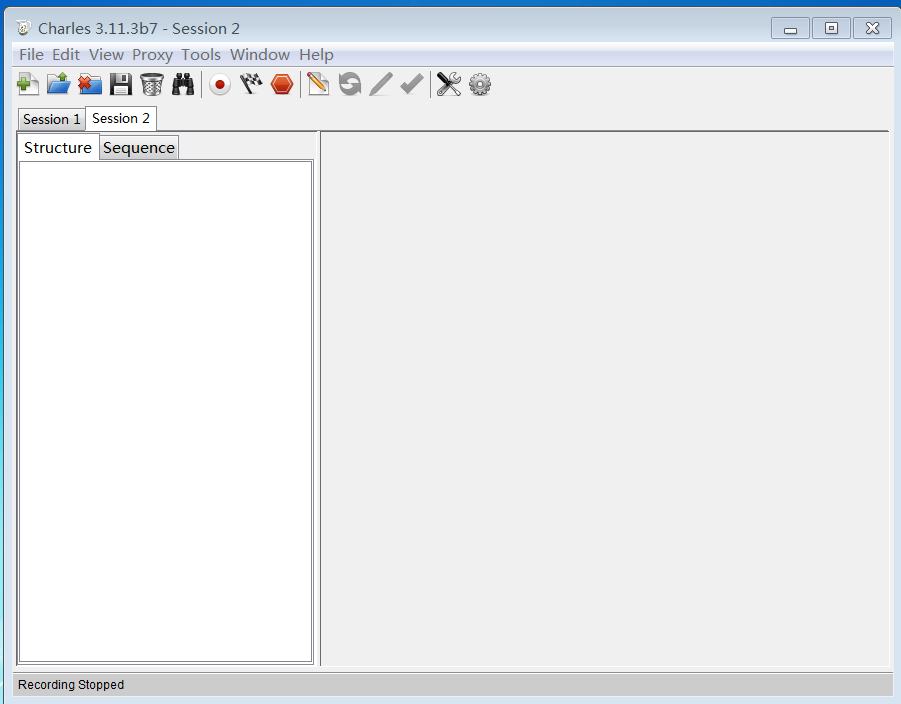 Charles 3.11.3b7 - Session 2
File Edit View Proxy Tools Window Help
Session 1 Session 2
Structure Sequence
Recording Stopped